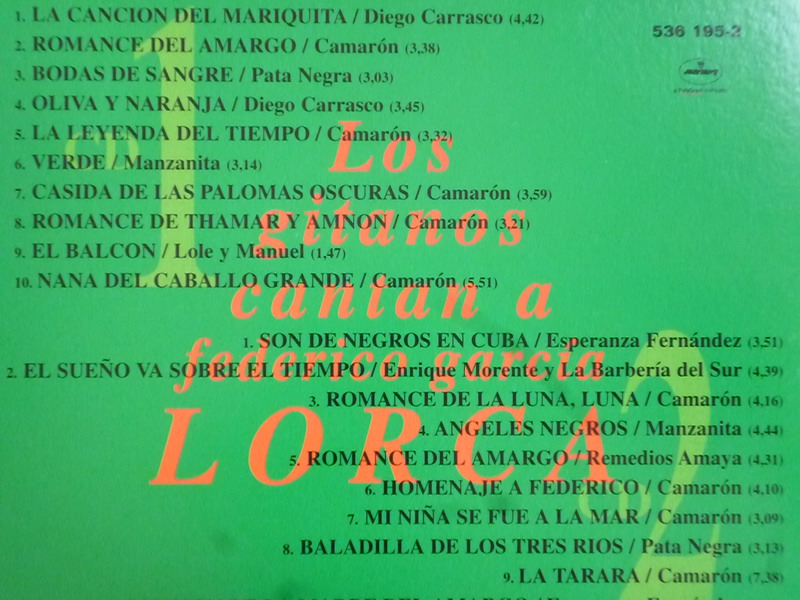 1. LA CANCION DEL MARIQUITA / Diego Carrasco (4,42)
2. ROMANCE DEL AMARGO / Camarón (3,38)
3. BODAS DE SANGRE / Pata Negra (3,03)
4. OLIVA Y NARANJA / Diego Carrasco (3,45)
5. LA LEYENDA DEL TIEMPO / Camarón (3,32)
6. VERDE / Manzanita (3,14)
7. CASIDA DE LAS PALOMAS OSCURAS / Camarón (3,59)
8. ROMANCE DE THAMAR Y AMNON / Camarón (3,21)
9. EL BALCON / Lole y Manuel (1,47)
10. NANA DEL CABALLO GRANDE / Camarón (5,51)
536 195-2
CD 1
Los
gitanos
cantan a
federico garcía
LORCA
1. SON DE NEGROS EN CUBA / Esperanza Fernández (3,51)
2. EL SUEÑO VA SOBRE EL TIEMPO / Enrique Morente y La Barbería del Sur (4,39)
3. ROMANCE DE LA LUNA, LUNA / Camarón (4,16)
4. ANGELES NEGROS / Manzanita (4,44)
5. ROMANCE DEL AMARGO / Remedios Amaya (4,31)
6. HOMENAJE A FEDERICO / Camarón (4,10)
7. MI NIÑA SE FUE A LA MAR / Camarón (3,09)
8. BALADILLA DE LOS TRES RIOS / Pata Negra (3,13)
9. LA TARARA / Camarón (7,38)
2